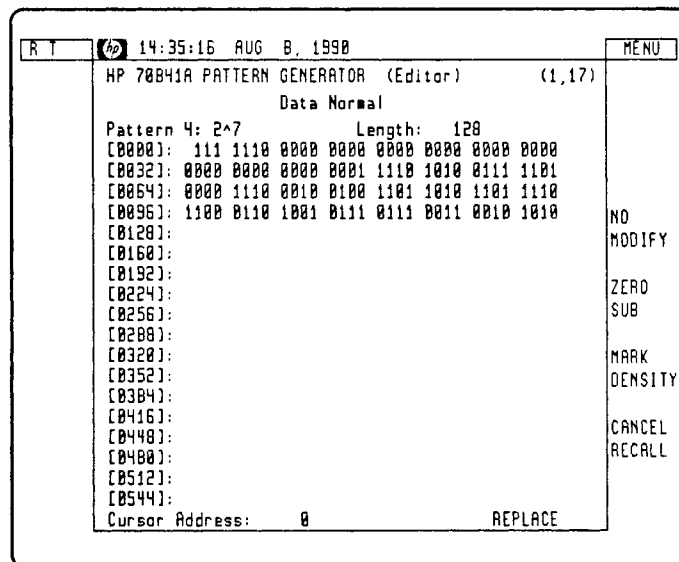 R T hp 14:35:16 AUG 8, 1990 MENU
HP 70841A PATTERN GENERATOR (Editor) (1,17)
Data Normal
Pattern 4: 2^7 Length: 128
[0000]: 111 1110 0000 0000 0000 0000 0000 0000
[0032]: 0000 0000 0000 0001 1110 1010 0111 1101
[0064]: 0000 1110 0010 0100 1101 1010 1101 1110
[0096]: 1100 0110 1001 0111 0111 0011 0010 1010
[0128]:
[0160]:
[0192]:
[0224]:
[0256]:
[0288]:
[0320]:
[0352]:
[0384]:
[0416]:
[0448]:
[0480]:
[0512]:
[0544]:
Cursor Address: 0 REPLACE
NO
MODIFY
ZERO
SUB
MARK
DENSITY
CANCEL
RECALL